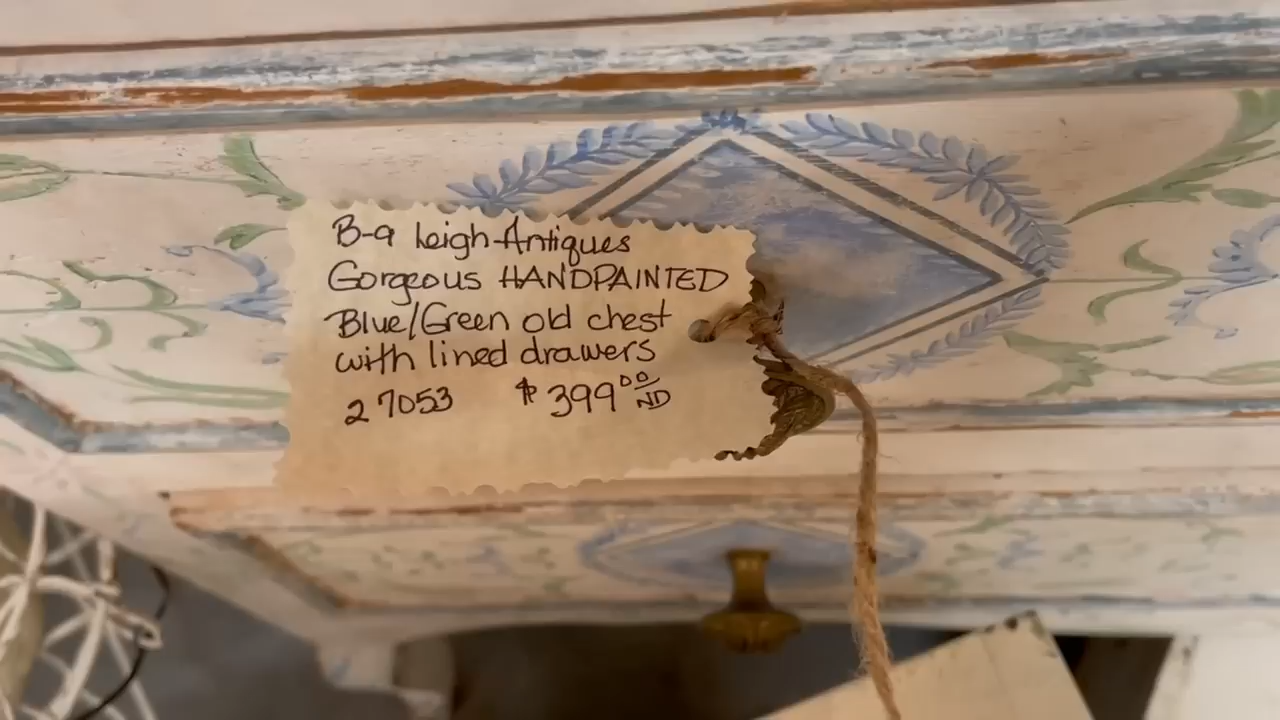 B-9 Leigh-Antiques
Gorgeous HANDPAINTED
Blue/Green old chest
with lined drawers
27053 $399.00 ND